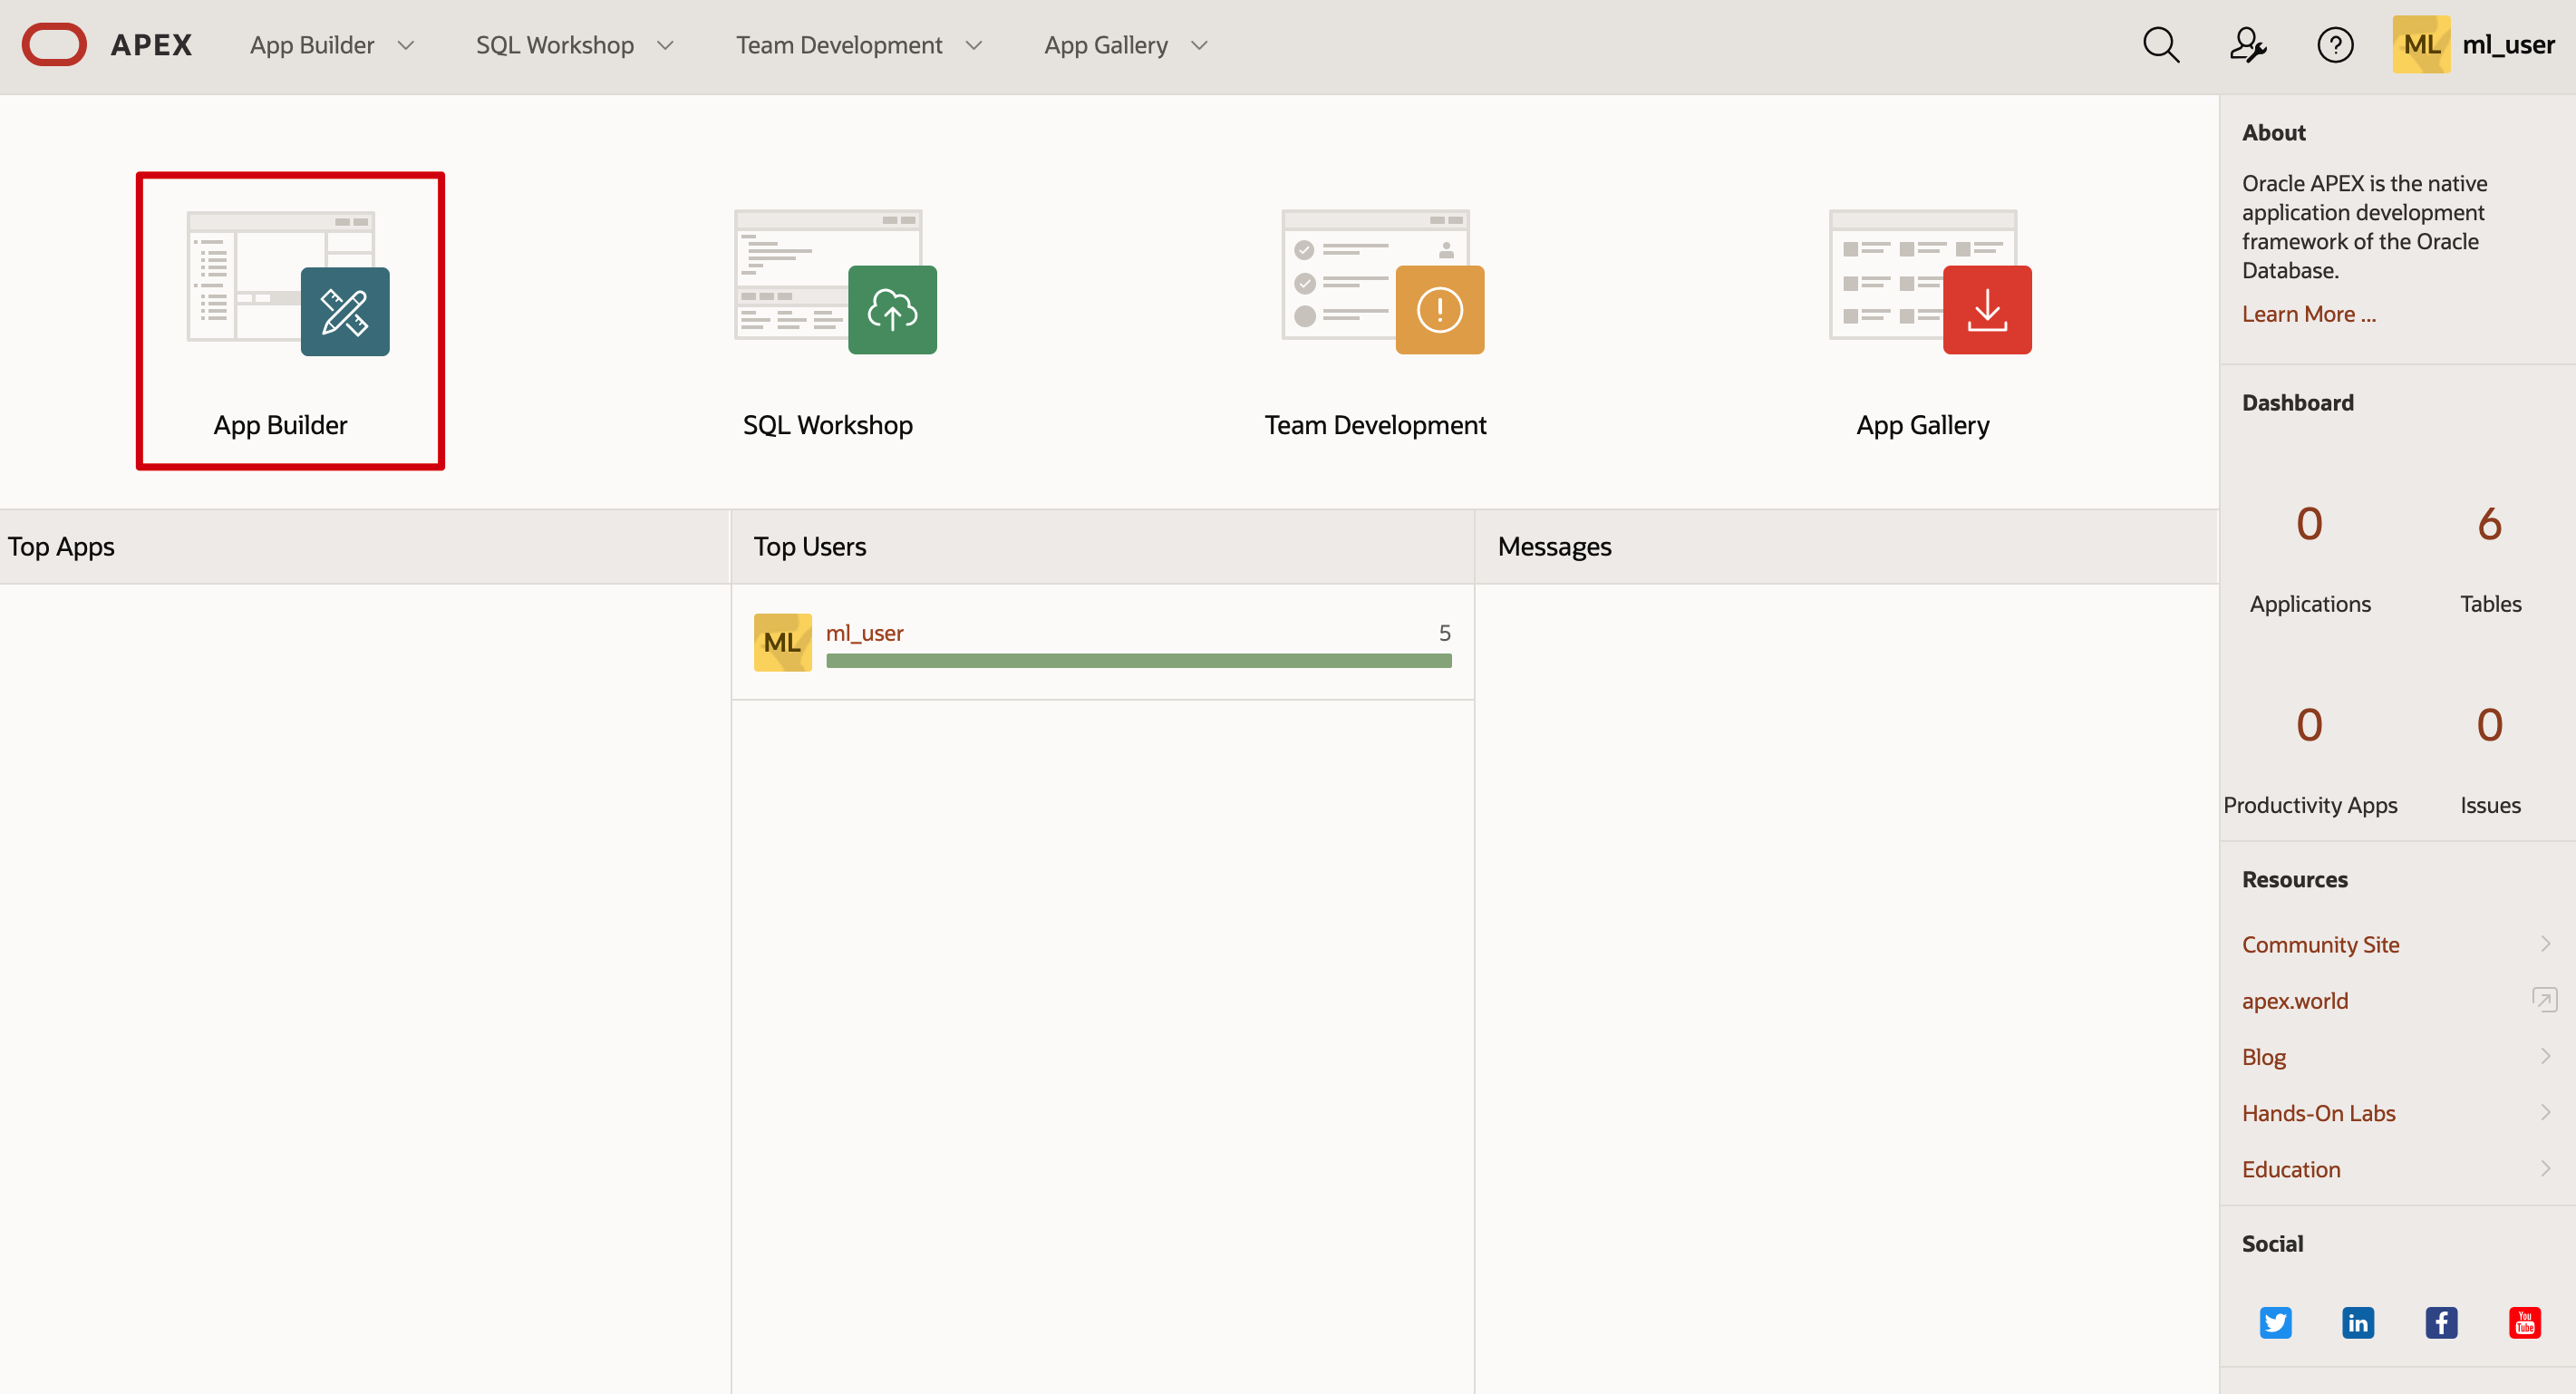 APEX App Builder SQL Workshop Team Development App Gallery ML ml_user
App Builder
SQL Workshop
Team Development
App Gallery
Top Apps
Top Users
Messages
ML ml_user 5
About
Oracle APEX is the native
application development
framework of the Oracle
Database.
Learn More ...
Dashboard
0 6
Applications Tables
0 0
Productivity Apps Issues
Resources
Community Site
apex.world
Blog
Hands-On Labs
Education
Social
in f You Tube